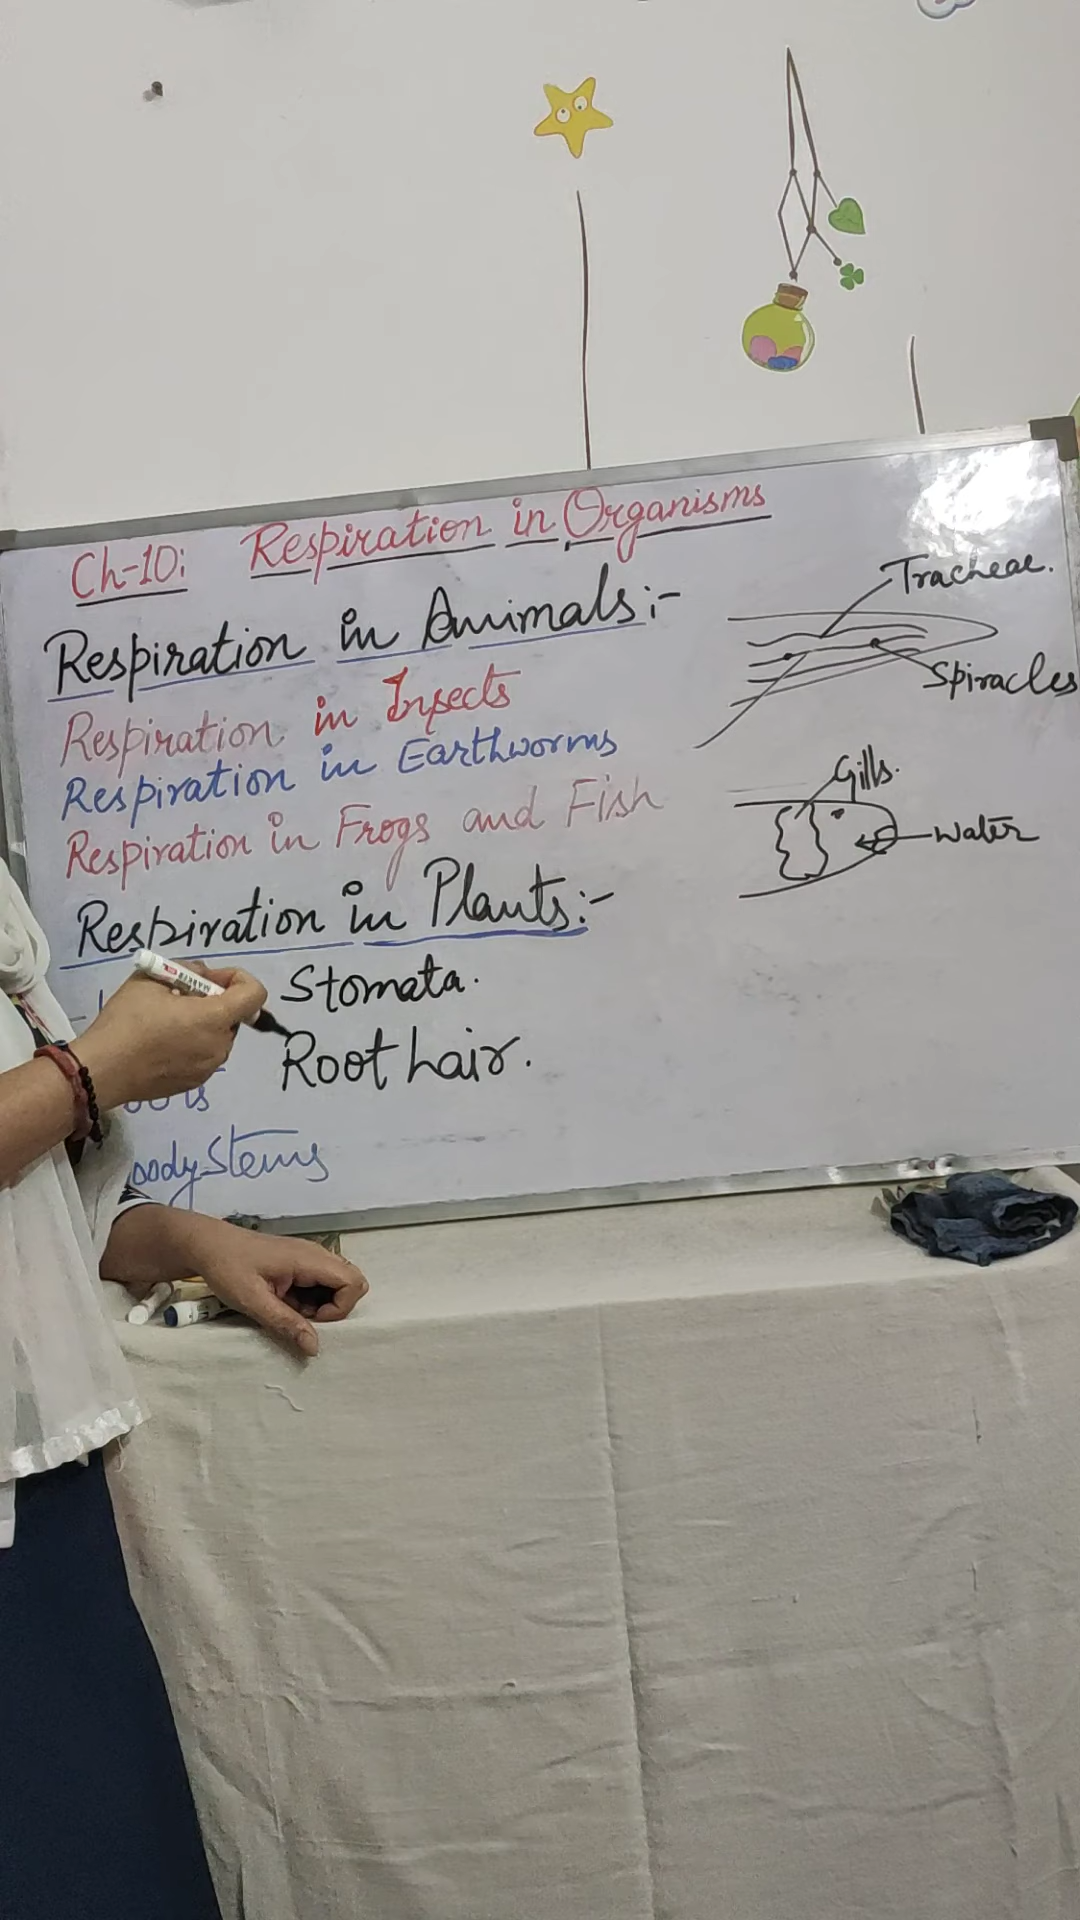 Ch-10: Respiration in Organisms
Respiration in Animals:-
Respiration in Insects
Respiration in Earthworms
Respiration in Frogs and Fish
Respiration in Plants:-
Stomata.
Root hair.
Stems
Tracheae.
Spiracles
Gills.
Water
MARKER